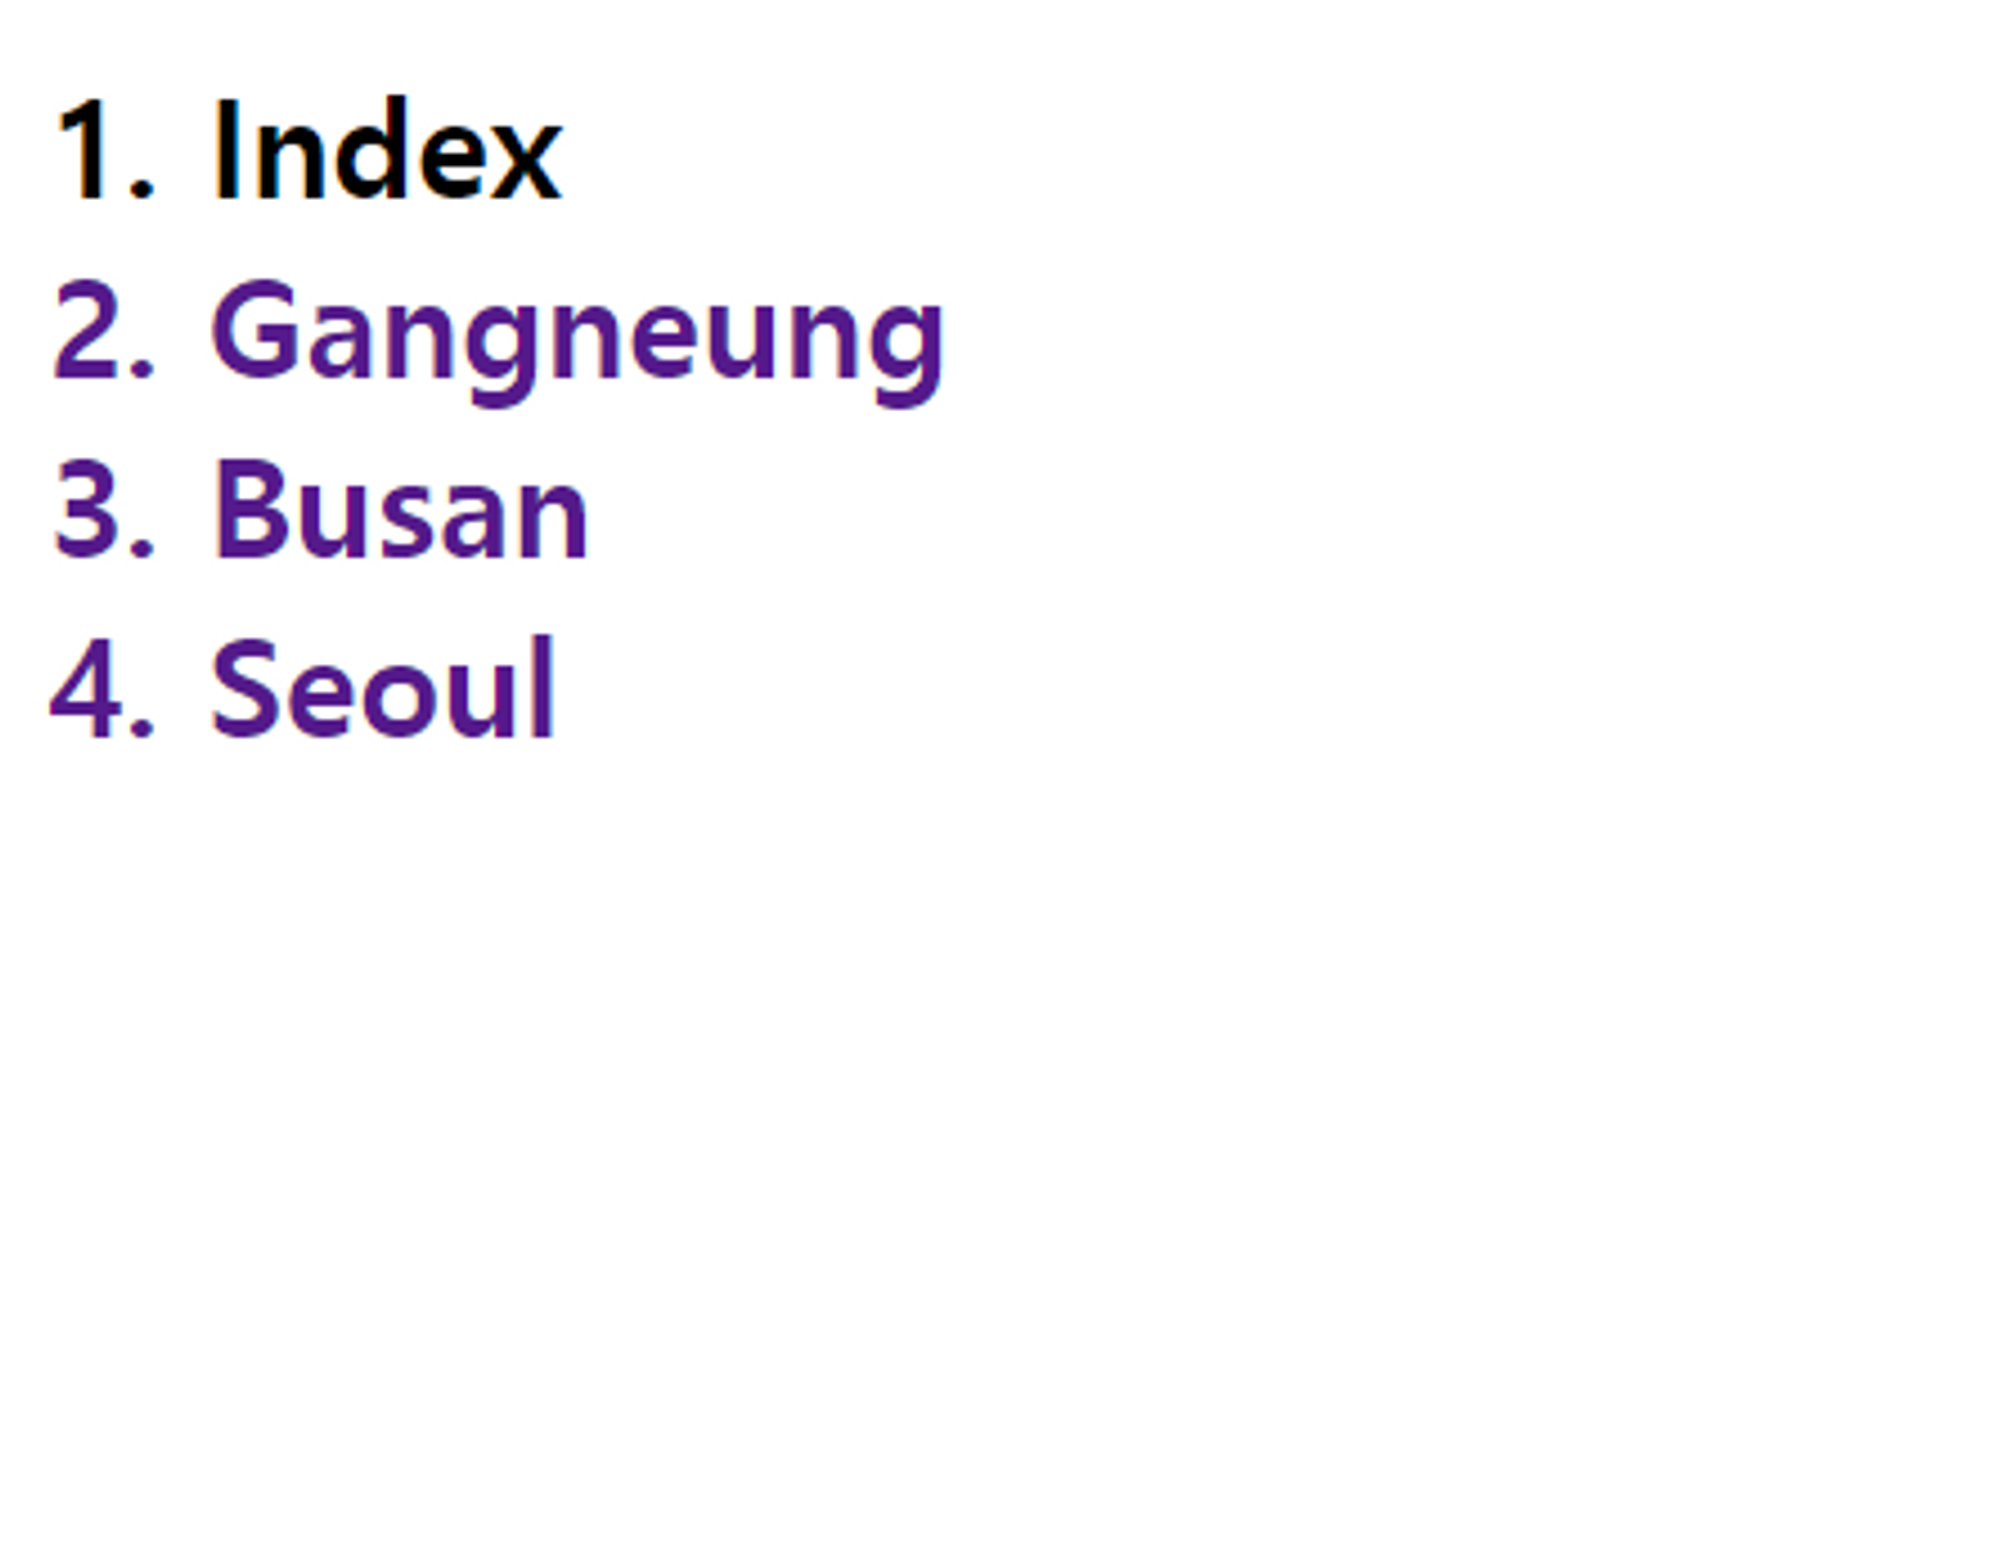 1. Index
2. Gangneung
3. Busan
4. Seoul